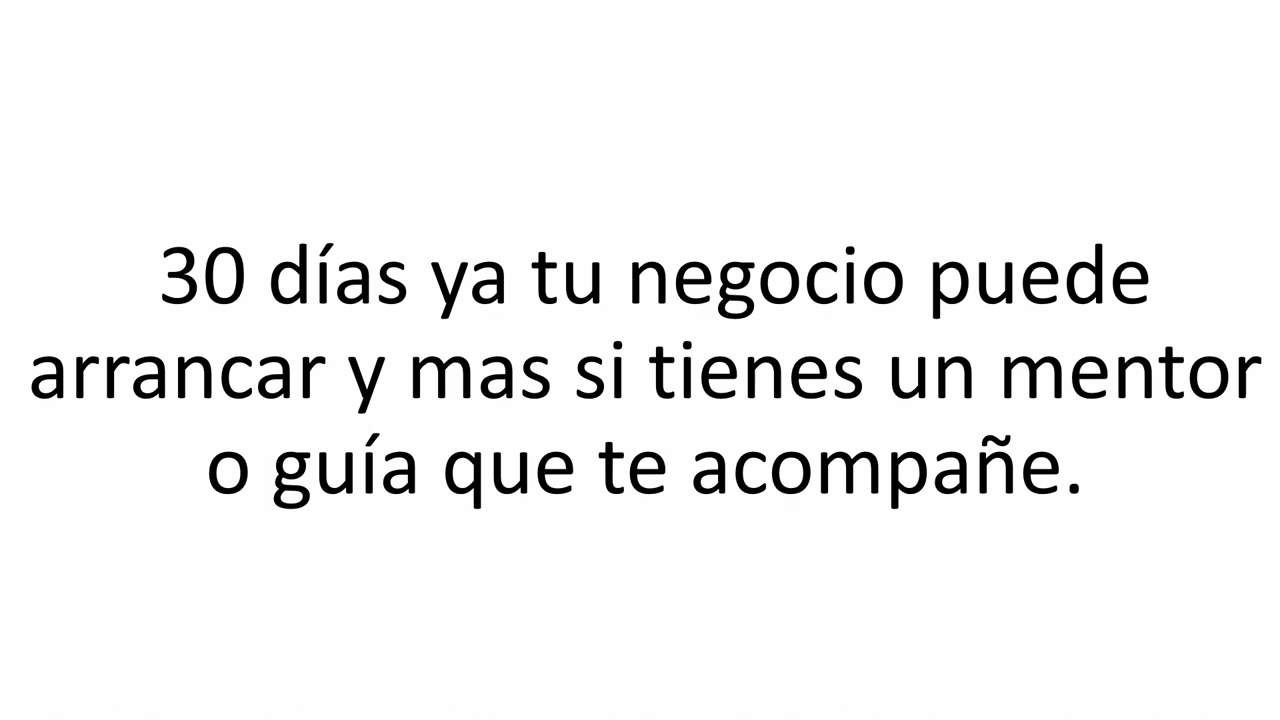 30 días ya tu negocio puede
arrancar y mas si tienes un mentor
o guía que te acompañe.